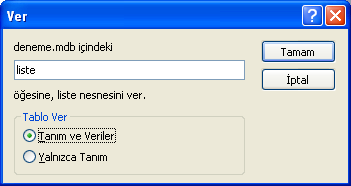 Ver
deneme.mdb içindeki
Tamam
liste
İptal
öğesine, liste nesnesini ver.
Tablo Ver
Tanım ve Veriler
Yalnızca Tanım